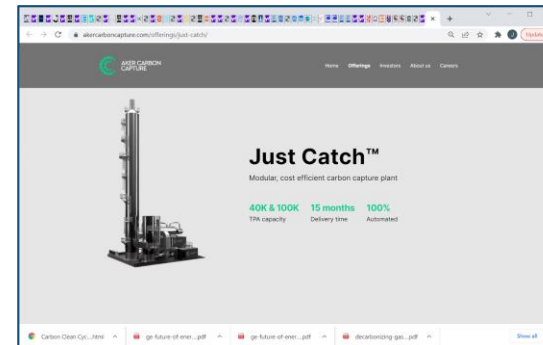 akercarboncapture.com/offerings/just-catch/
Update
AKER CARBON
CAPTURE
Home Offerings Investors About us Careers
Just Catch™
Modular, cost efficient carbon capture plant
40K & 100K 15 months 100%
TPA capacity Delivery time Automated
Carbon Clean Cyc....html ge-future-of-ener....pdf ge-future-of-ener....pdf decarbonizing-gas....pdf Show all